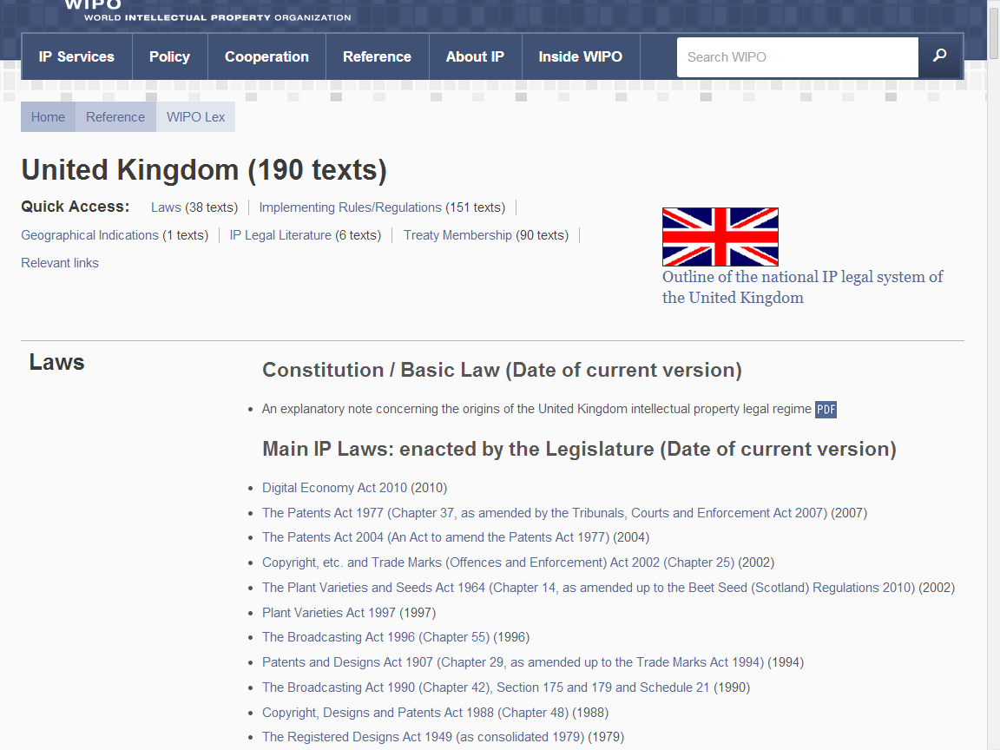 WIPO
WORLD INTELLECTUAL PROPERTY ORGANIZATION
IP Services Policy Cooperation Reference About IP Inside WIPO Search WIPO
Home Reference WIPO Lex
United Kingdom (190 texts)
Quick Access: Laws (38 texts) Implementing Rules/Regulations (151 texts)
Geographical Indications (1 texts) IP Legal Literature (6 texts) Treaty Membership (90 texts)
Relevant links
Outline of the national IP legal system of
the United Kingdom
Laws
Constitution / Basic Law (Date of current version)
An explanatory note concerning the origins of the United Kingdom intellectual property legal regime PDF
Main IP Laws: enacted by the Legislature (Date of current version)
Digital Economy Act 2010 (2010)
The Patents Act 1977 (Chapter 37, as amended by the Tribunals, Courts and Enforcement Act 2007) (2007)
The Patents Act 2004 (An Act to amend the Patents Act 1977) (2004)
Copyright, etc. and Trade Marks (Offences and Enforcement) Act 2002 (Chapter 25) (2002)
The Plant Varieties and Seeds Act 1964 (Chapter 14, as amended up to the Beet Seed (Scotland) Regulations 2010) (2002)
Plant Varieties Act 1997 (1997)
The Broadcasting Act 1996 (Chapter 55) (1996)
Patents and Designs Act 1907 (Chapter 29, as amended up to the Trade Marks Act 1994) (1994)
The Broadcasting Act 1990 (Chapter 42), Section 175 and 179 and Schedule 21 (1990)
Copyright, Designs and Patents Act 1988 (Chapter 48) (1988)
The Registered Designs Act 1949 (as consolidated 1979) (1979)